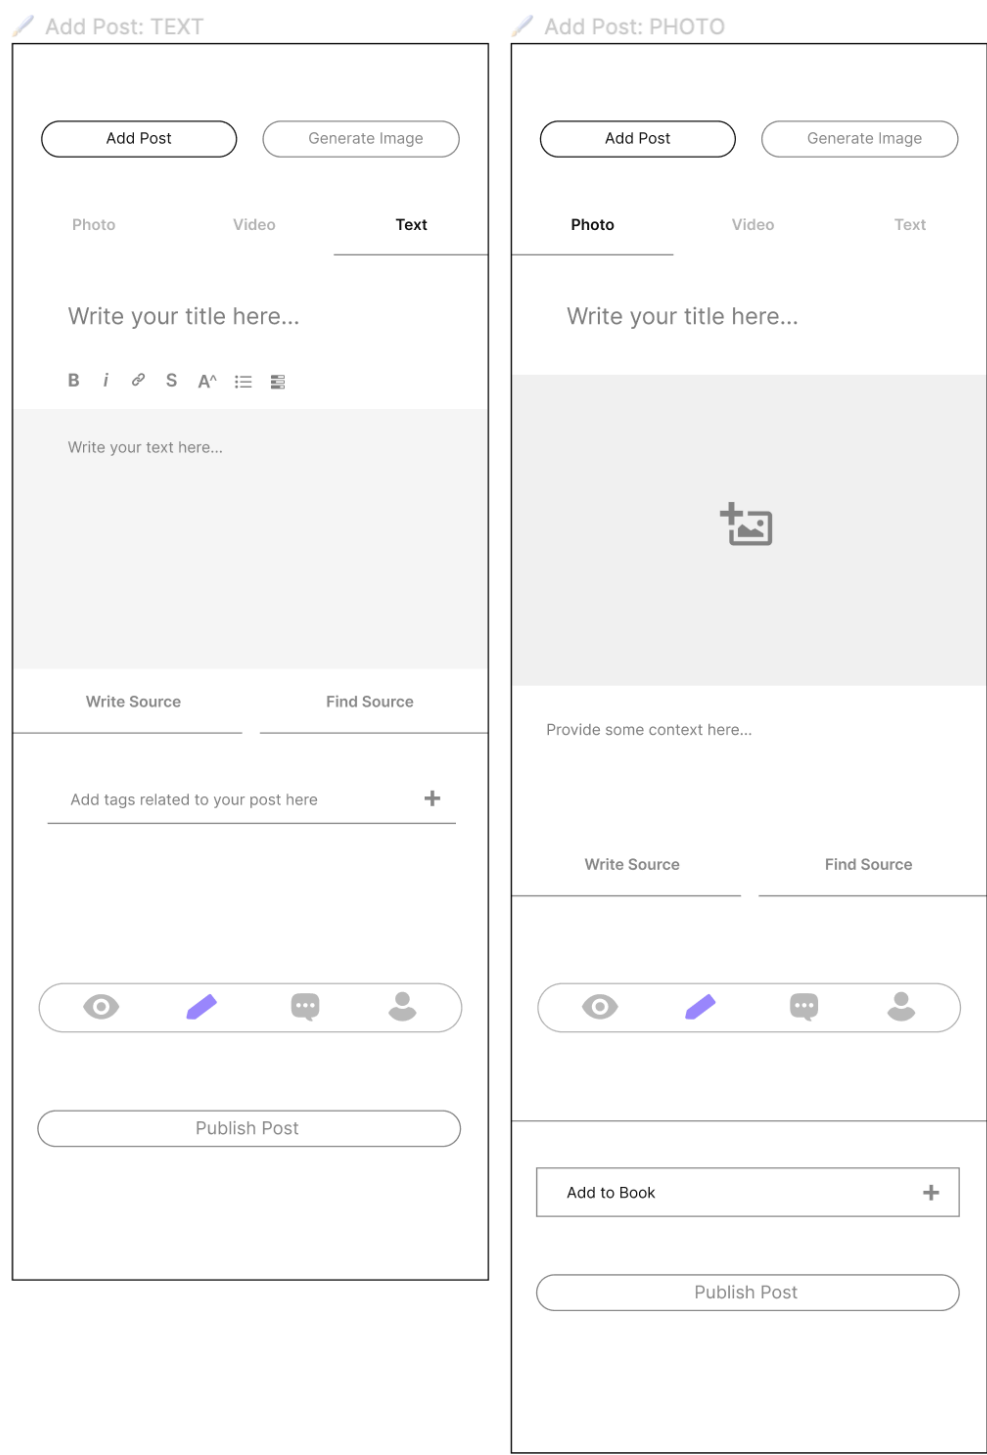 Add Post: TEXT
Add Post
Generate Image
Photo
Video
Text
Write your title here...
B i S A^
Write your text here...
Write Source
Find Source
Add tags related to your post here
Publish Post
Add Post: PHOTO
Add Post
Generate Image
Photo
Video
Text
Write your title here...
Provide some context here...
Write Source
Find Source
Add to Book
Publish Post